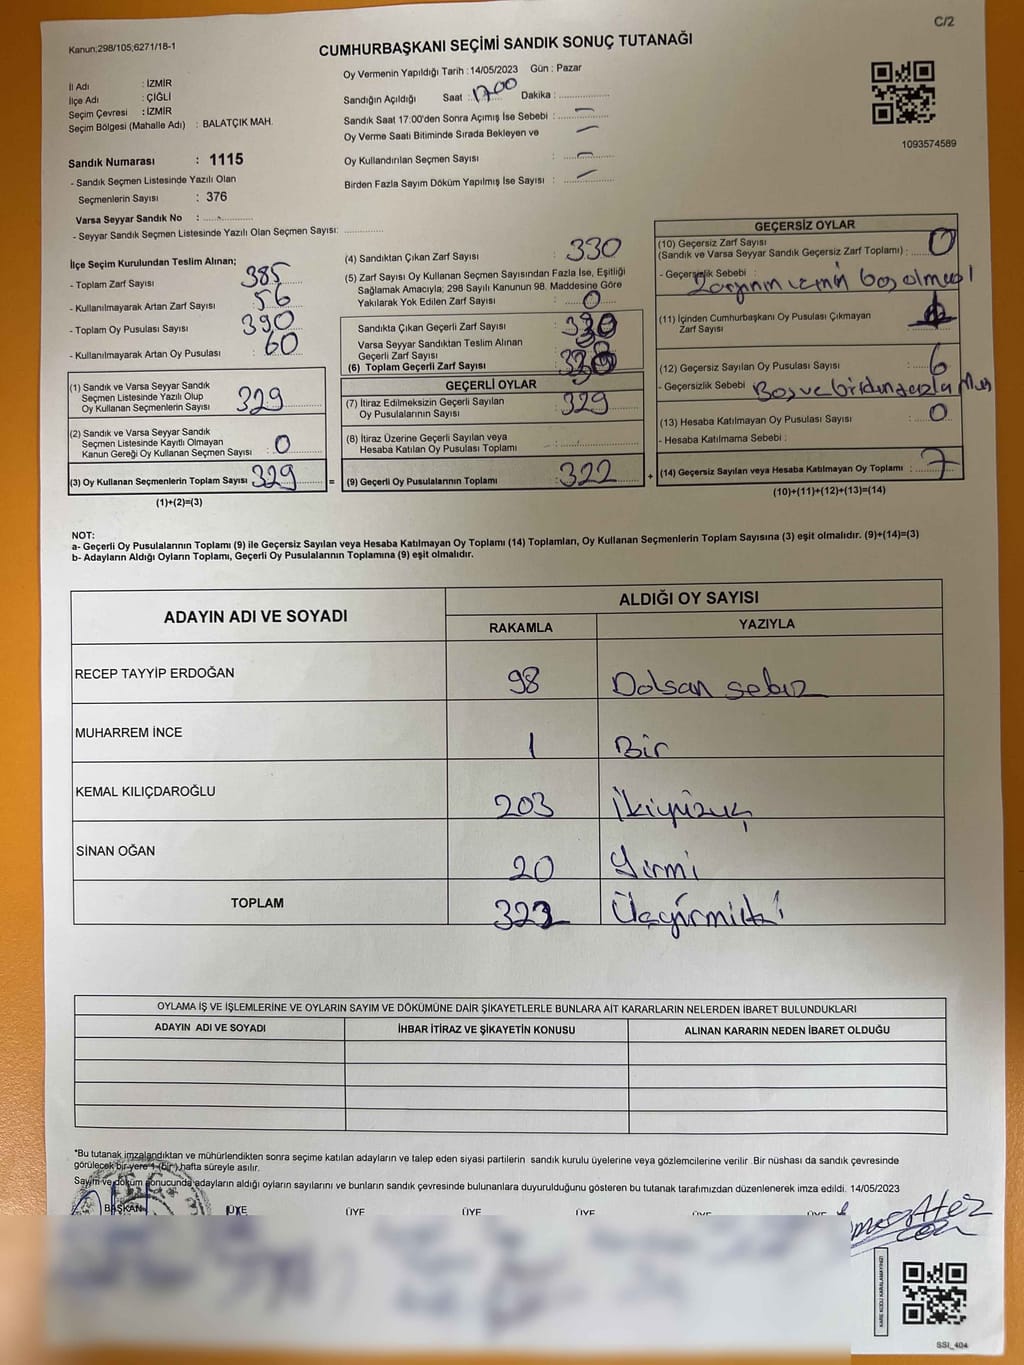 C/2
Kanun;298/105;6271/18-1
CUMHURBAŞKANI SEÇİMİ SANDIK SONUÇ TUTANAĞI
İl Adı : İZMİR
İlçe Adı : ÇİĞLİ
Seçim Çevresi : İZMİR
Seçim Bölgesi (Mahalle Adı) : BALATÇIK MAH.
Sandık Numarası : 1115
- Sandık Seçmen Listesinde Yazılı Olan
Seçmenlerin Sayısı : 376
Varsa Seyyar Sandık No :
- Seyyar Sandık Seçmen Listesinde Yazılı Olan Seçmen Sayısı:
Oy Vermenin Yapıldığı Tarih : 14/05/2023 Gün : Pazar
Sandığın Açıldığı Saat : 17.00 Dakika :
Sandık Saat 17:00'den Sonra Açımış İse Sebebi :
Oy Verme Saati Bitiminde Sırada Bekleyen ve
Oy Kullandırılan Seçmen Sayısı :
Birden Fazla Sayım Döküm Yapılmış İse Sayısı :
1093574589
İlçe Seçim Kurulundan Teslim Alınan;
- Toplam Zarf Sayısı : 385
- Kullanılmayarak Artan Zarf Sayısı : 56
- Toplam Oy Pusulası Sayısı : 390
- Kullanılmayarak Artan Oy Pusulası : 60
(1) Sandık ve Varsa Seyyar Sandık
Seçmen Listesinde Yazılı Olup
Oy Kullanan Seçmenlerin Sayısı : 329
(2) Sandık ve Varsa Seyyar Sandık
Seçmen Listesinde Kayıtlı Olmayan
Kanun Gereği Oy Kullanan Seçmen Sayısı : 0
(3) Oy Kullanan Seçmenlerin Toplam Sayısı : 329
(1)+(2)=(3)
=
(4) Sandıktan Çıkan Zarf Sayısı : 330
(5) Zarf Sayısı Oy Kullanan Seçmen Sayısından Fazla İse, Eşitliği
Sağlamak Amacıyla; 298 Sayılı Kanunun 98. Maddesine Göre
Yakılarak Yok Edilen Zarf Sayısı : 0
Sandıkta Çıkan Geçerli Zarf Sayısı :
Varsa Seyyar Sandıktan Teslim Alınan
Geçerli Zarf Sayısı :
(6) Toplam Geçerli Zarf Sayısı :
GEÇERLİ OYLAR
(7) İtiraz Edilmeksizin Geçerli Sayılan
Oy Pusulalarının Sayısı : 329
(8) İtiraz Üzerine Geçerli Sayılan veya
Hesaba Katılan Oy Pusulası Toplamı :
(9) Geçerli Oy Pusulalarının Toplamı : 322
+
GEÇERSİZ OYLAR
(10) Geçersiz Zarf Sayısı
(Sandık ve Varsa Seyyar Sandık Geçersiz Zarf Toplamı) : 0
- Geçersizlik Sebebi :
boş olması
(11) İçinden Cumhurbaşkanı Oy Pusulası Çıkmayan
Zarf Sayısı :
(12) Geçersiz Sayılan Oy Pusulası Sayısı : 6
- Geçersizlik Sebebi : Boş ve birden fazla
(13) Hesaba Katılmayan Oy Pusulası Sayısı : 0
- Hesaba Katılmama Sebebi :
(14) Geçersiz Sayılan veya Hesaba Katılmayan Oy Toplamı : 7
(10)+(11)+(12)+(13)=(14)
NOT:
a- Geçerli Oy Pusulalarının Toplamı (9) ile Geçersiz Sayılan veya Hesaba Katılmayan Oy Toplamı (14) Toplamları, Oy Kullanan Seçmenlerin Toplam Sayısına (3) eşit olmalıdır. (9)+(14)=(3)
b- Adayların Aldığı Oyların Toplamı, Geçerli Oy Pusulalarının Toplamına (9) eşit olmalıdır.
ADAYIN ADI VE SOYADI
ALDIĞI OY SAYISI
RAKAMLA YAZIYLA
RECEP TAYYİP ERDOĞAN 98 Dolsan sebız
MUHARREM İNCE 1 Bir
KEMAL KILIÇDAROĞLU 203 İkiyüzüç
SİNAN OĞAN 20 Yirmi
TOPLAM 322
OYLAMA İŞ VE İŞLEMLERİNE VE OYLARIN SAYIM VE DÖKÜMÜNE DAİR ŞİKAYETLERLE BUNLARA AİT KARARLARIN NELERDEN İBARET BULUNDUKLARI
ADAYIN ADI VE SOYADI İHBAR İTİRAZ VE ŞİKAYETİN KONUSU ALINAN KARARIN NEDEN İBARET OLDUĞU
*Bu tutanak imzalandıktan ve mühürlendikten sonra seçime katılan adayların ve talep eden siyasi partilerin sandık kurulu üyelerine veya gözlemcilerine verilir. Bir nüshası da sandık çevresinde
görülecek bir yere 1 (bir) hafta süreyle asılır.
Sayım ve döküm sonucunda adayların aldığı oyların sayılarını ve bunların sandık çevresinde bulunanlara duyurulduğunu gösteren bu tutanak tarafımızdan düzenlenerek imza edildi. 14/05/2023
BAŞKAN ÜYE ÜYE ÜYE ÜYE ÜYE ÜYE
KARE KODU KARALAMAYINIZ!
SSI_404